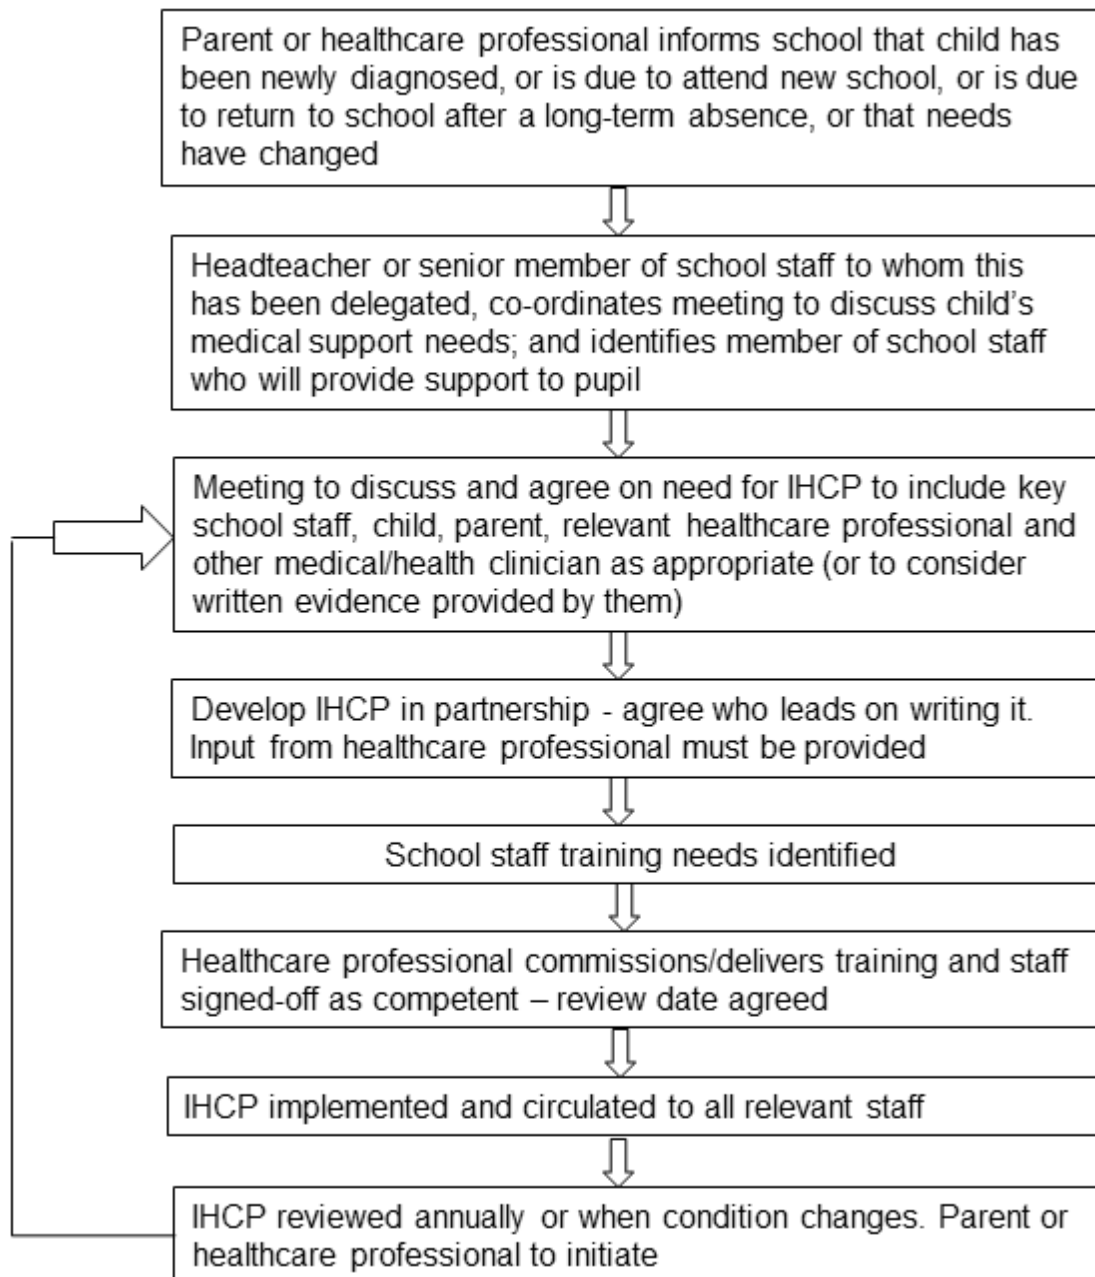 Parent or healthcare professional informs school that child has
been newly diagnosed, or is due to attend new school, or is due
to return to school after a long-term absence, or that needs
have changed
Headteacher or senior member of school staff to whom this
has been delegated, co-ordinates meeting to discuss child's
medical support needs; and identifies member of school staff
who will provide support to pupil
Meeting to discuss and agree on need for IHCP to include key
school staff, child, parent, relevant healthcare professional and
other medical/health clinician as appropriate (or to consider
written evidence provided by them)
Develop IHCP in partnership - agree who leads on writing it.
Input from healthcare professional must be provided
School staff training needs identified
Healthcare professional commissions/delivers training and staff
signed-off as competent – review date agreed
IHCP implemented and circulated to all relevant staff
IHCP reviewed annually or when condition changes. Parent or
healthcare professional to initiate